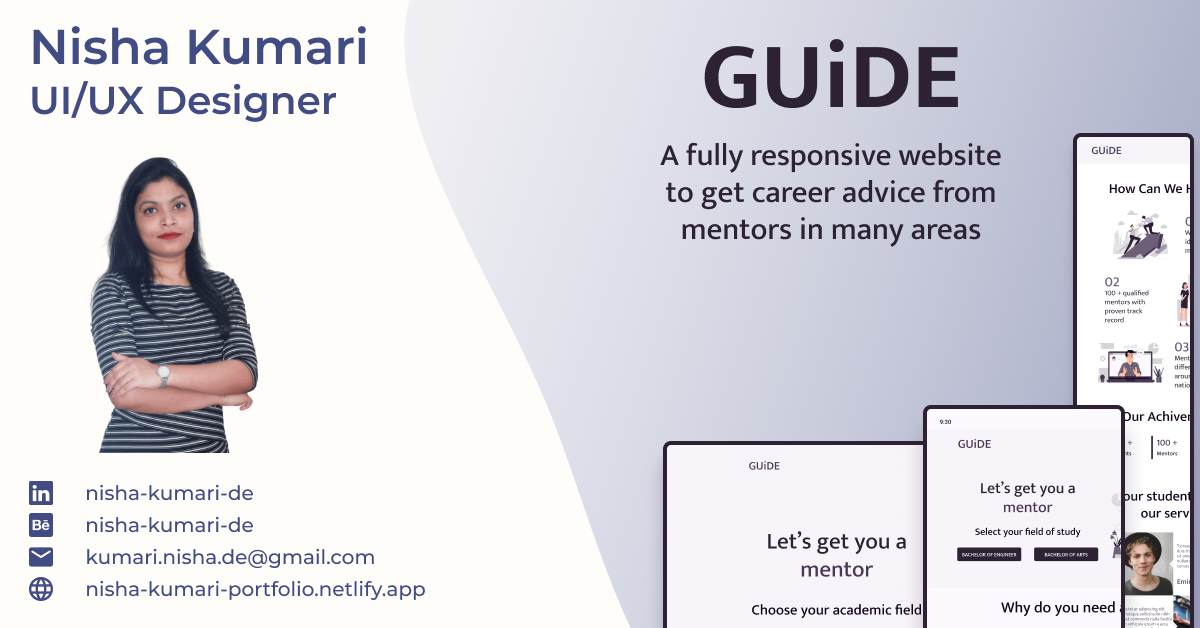 Nisha Kumari
UI/UX Designer
nisha-kumari-de
nisha-kumari-de
kumari.nisha.de@gmail.com
nisha-kumari-portfolio.netlify.app
GUiDE
A fully responsive website
to get career advice from
mentors in many areas
GUiDE
Let's get you a
mentor
Choose your academic field
9:30
GUiDE
Let's get you a
mentor
Select your field of study
BACHELOR OF ENGINEER
BACHELOR OF ARTS
Why do you need
GUiDE
How Can We
02
100 + qualified
mentors with
proven track
record
03
Our
100 +
Mentors
our
our